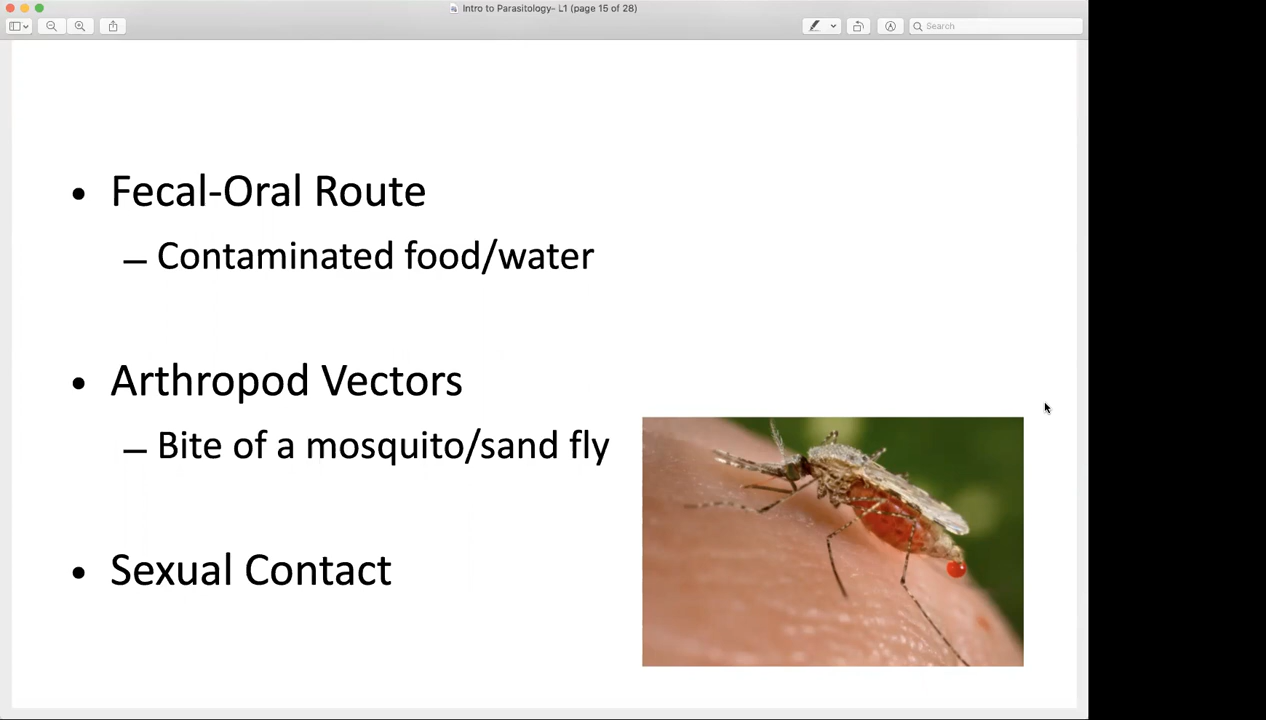 Intro to Parasitology- L1 (page 15 of 28)
Search
• Fecal-Oral Route
– Contaminated food/water
• Arthropod Vectors
– Bite of a mosquito/sand fly
• Sexual Contact